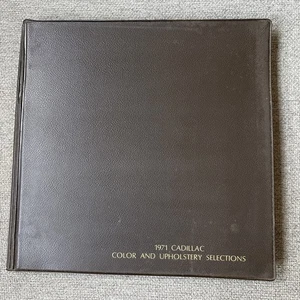 1971 CADILLAC
COLOR AND UPHOLSTERY SELECTIONS